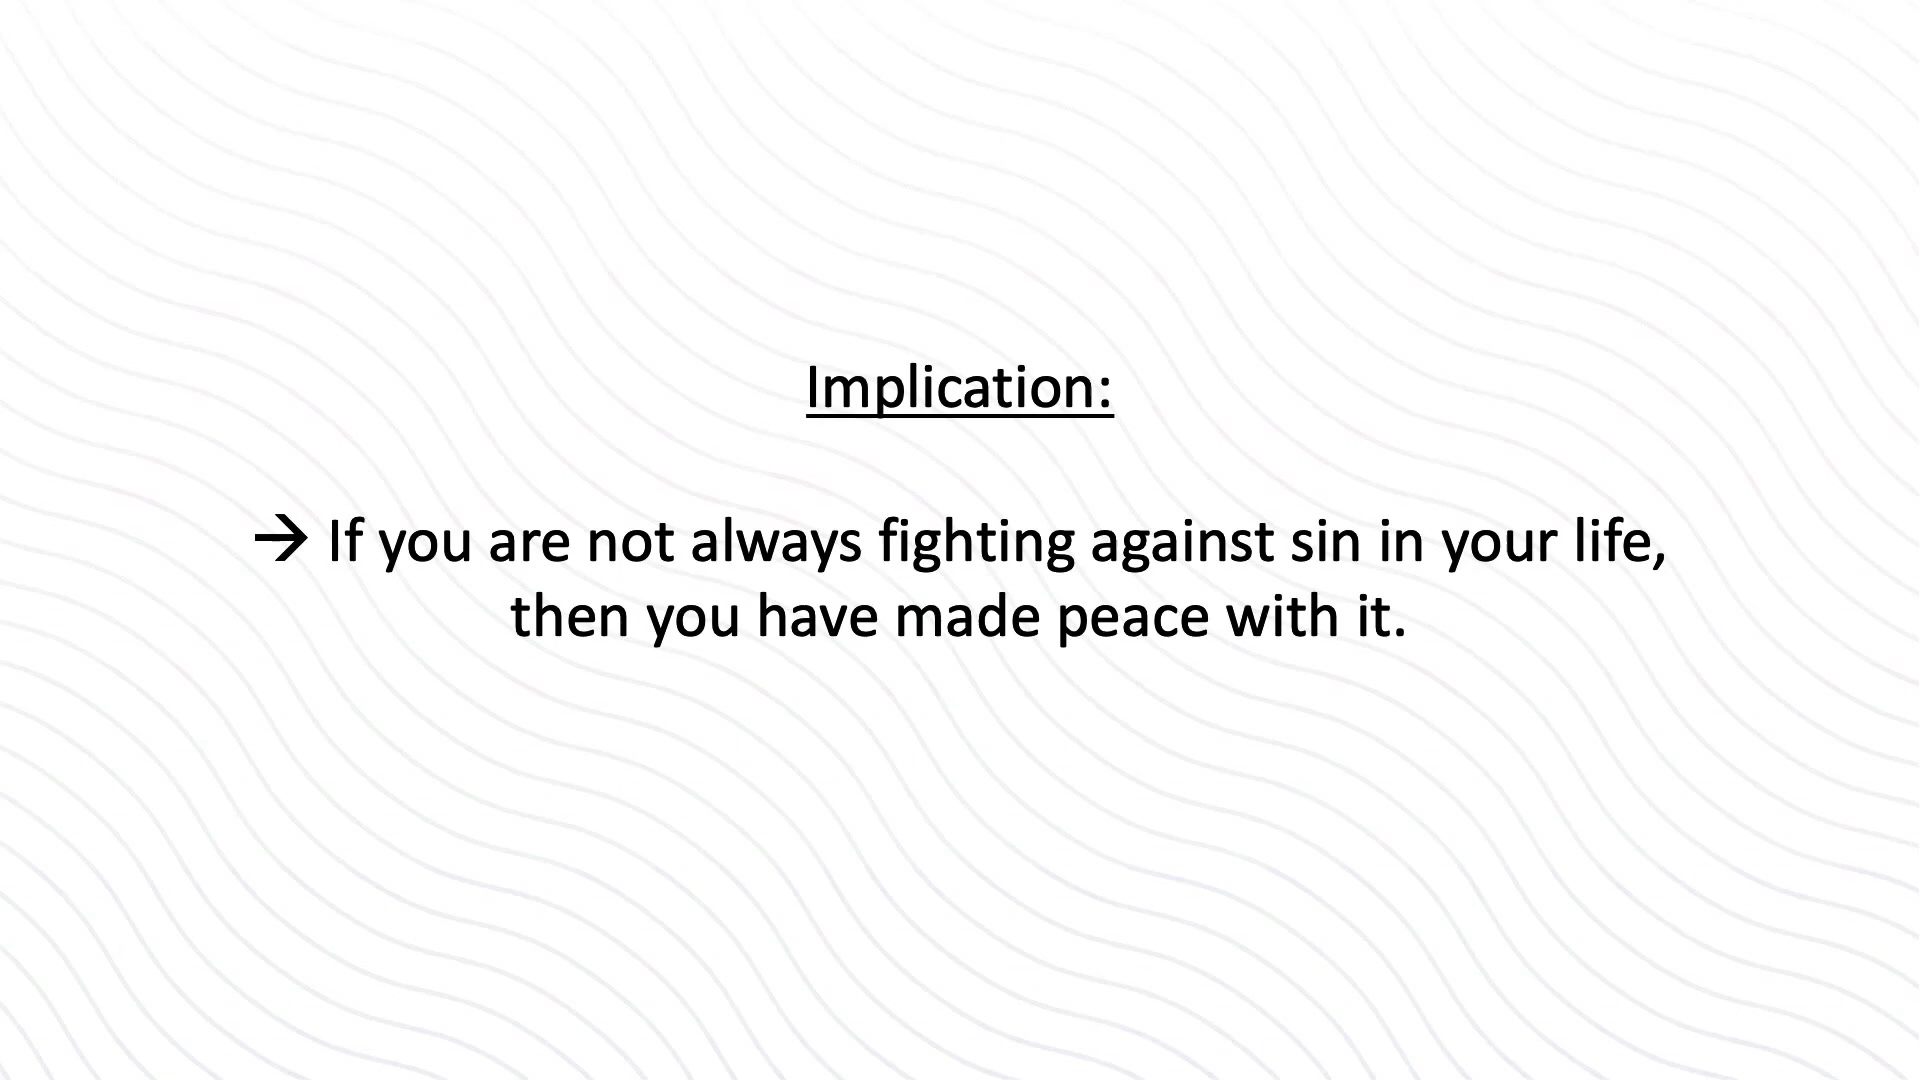 Implication:
→ If you are not always fighting against sin in your life,
then you have made peace with it.